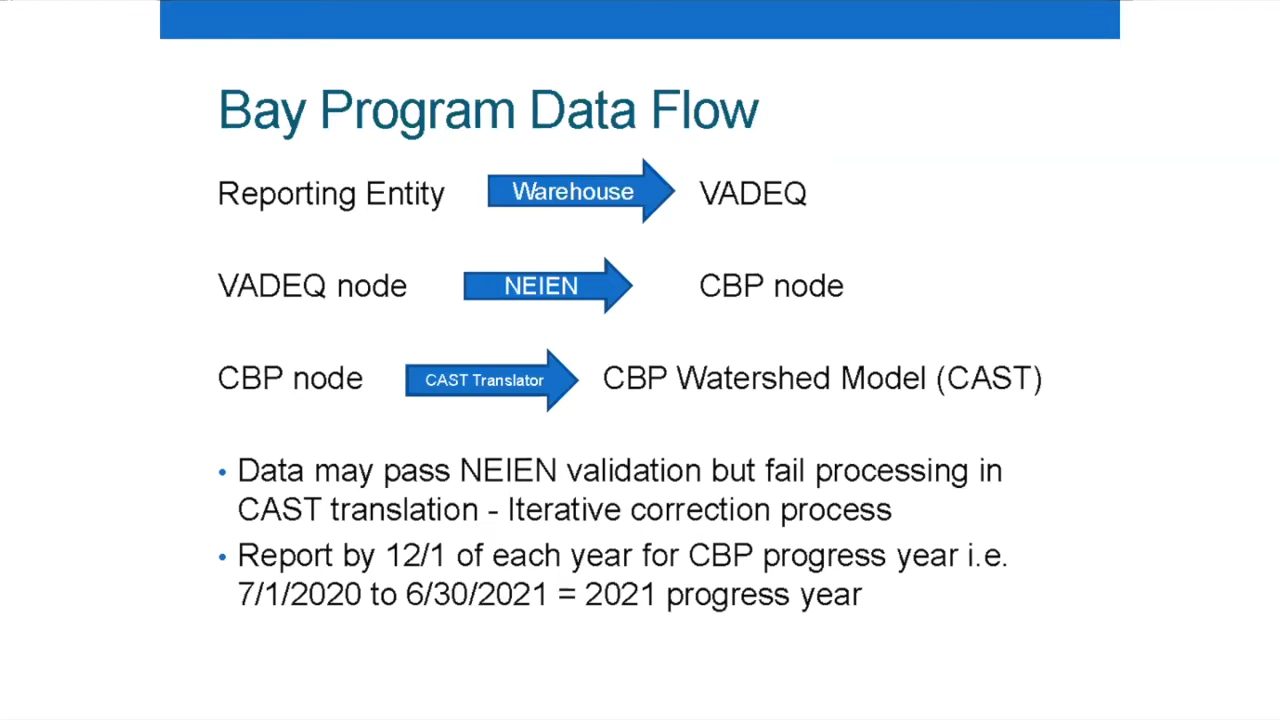 Bay Program Data Flow
Reporting Entity Warehouse VADEQ
VADEQ node NEIEN CBP node
CBP node CAST Translator CBP Watershed Model (CAST)
• Data may pass NEIEN validation but fail processing in
CAST translation - Iterative correction process
• Report by 12/1 of each year for CBP progress year i.e.
7/1/2020 to 6/30/2021 = 2021 progress year